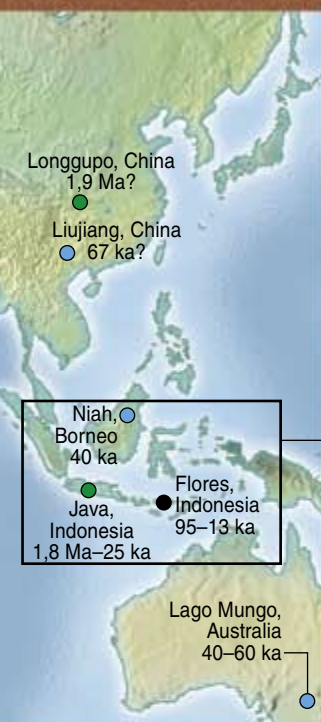 Longgupo, China
1,9 Ma?
Liujiang, China
67 ka?
Niah,
Borneo
40 ka
Flores,
Indonesia
95–13 ka
Java,
Indonesia
1,8 Ma–25 ka
Lago Mungo,
Australia
40–60 ka